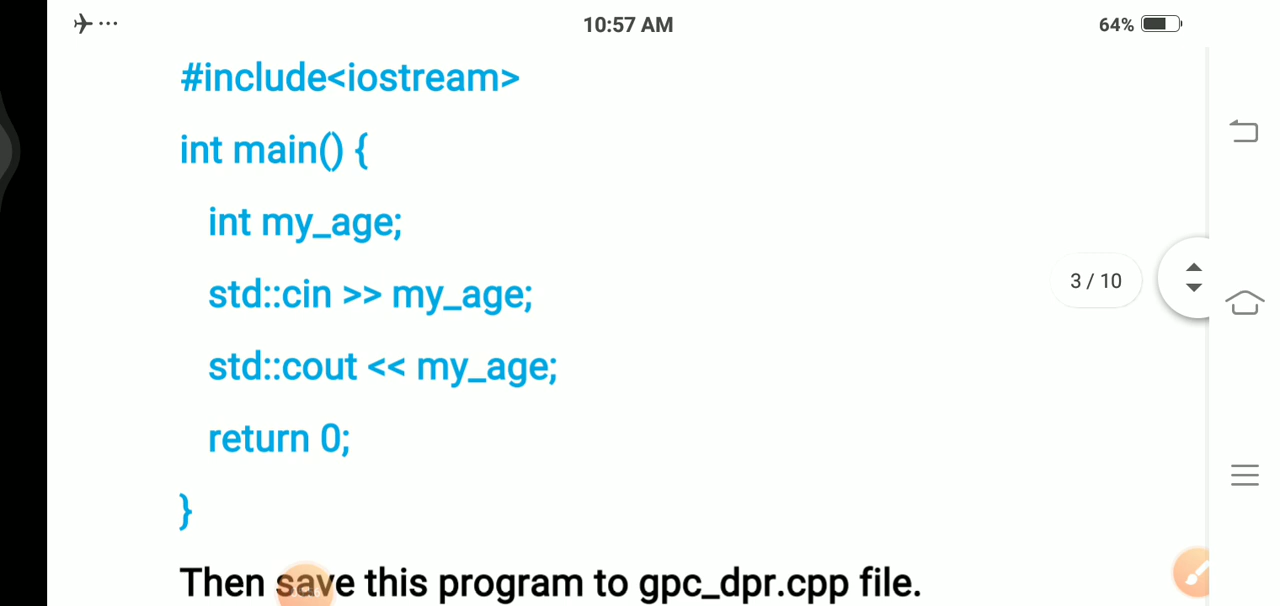 10:57 AM
64%
#include<iostream>
int main() {
int my_age;
std::cin >> my_age;
3 / 10
std::cout << my_age;
return 0;
}
Then save this program to gpc_dpr.cpp file.